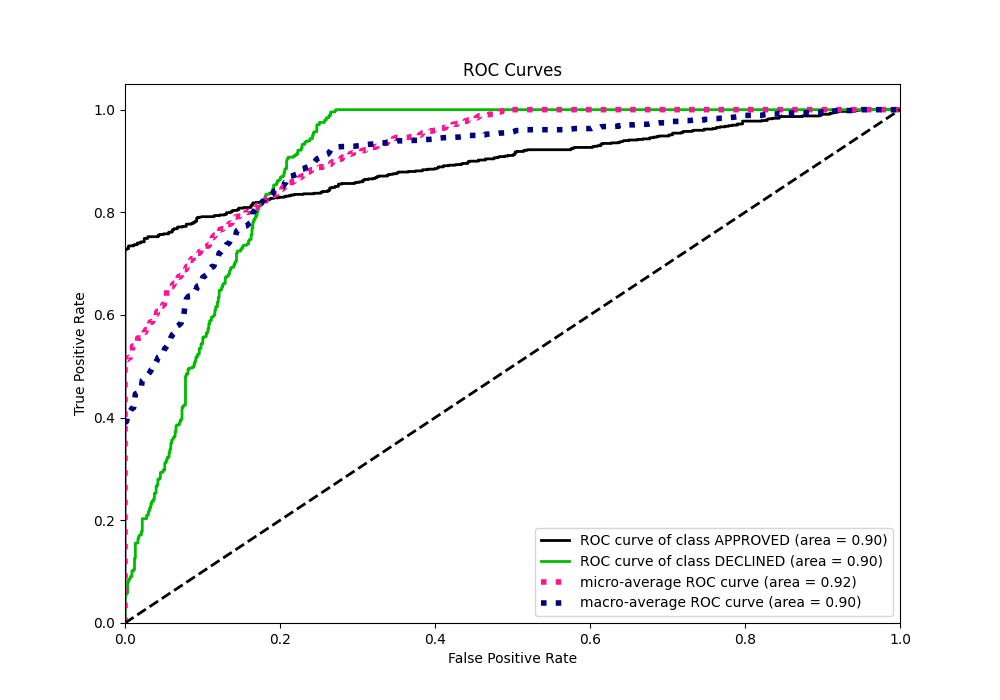 ROC Curves
True Positive Rate
1.0
0.8
0.6
0.4
0.2
0.0
ROC curve of class APPROVED (area = 0.90)
ROC curve of class DECLINED (area = 0.90)
micro-average ROC curve (area = 0.92)
macro-average ROC curve (area = 0.90)
0.0 0.2 0.4 0.6 0.8 1.0
False Positive Rate